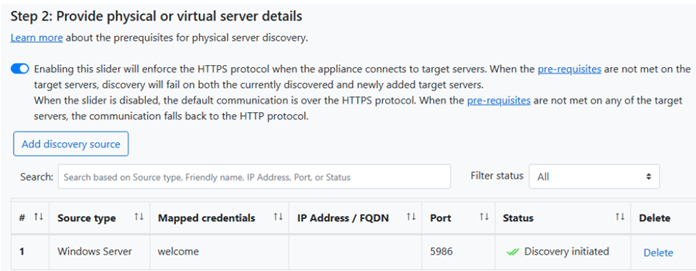 Step 2: Provide physical or virtual server details
Learn more about the prerequisites for physical server discovery.
Enabling this slider will enforce the HTTPS protocol when the appliance connects to target servers. When the pre-requisites are not met on the
target servers, discovery will fail on both the currently discovered and newly added target servers.
When the slider is disabled, the default communication is over the HTTPS protocol. When the pre-requisites are not met on any of the target
servers, the communication falls back to the HTTP protocol.
Add discovery source
Search: Search based on Source type, Friendly name, IP Address, Port, or Status Filter status All
# Source type Mapped credentials IP Address / FQDN Port Status Delete
1 Windows Server welcome 5986 Discovery initiated Delete